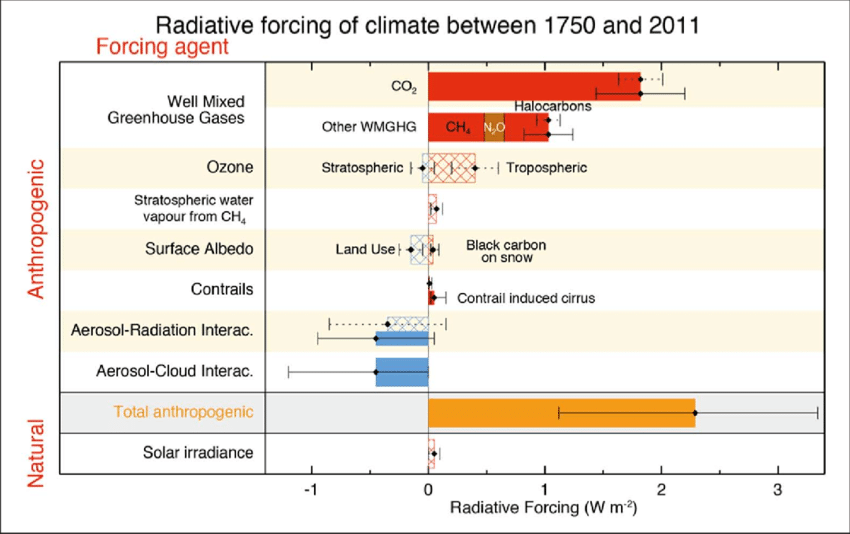 Radiative forcing of climate between 1750 and 2011
Forcing agent
Anthropogenic
Natural
Well Mixed
Greenhouse Gases
CO₂
Halocarbons
Other WMGHG
CH₄
N₂O
Ozone
Stratospheric
Tropospheric
Stratospheric water
vapour from CH₄
Surface Albedo
Land Use
Black carbon
on snow
Contrails
Contrail induced cirrus
Aerosol-Radiation Interac.
Aerosol-Cloud Interac.
Total anthropogenic
Solar irradiance
-1
0
1
2
3
Radiative Forcing (W m⁻²)